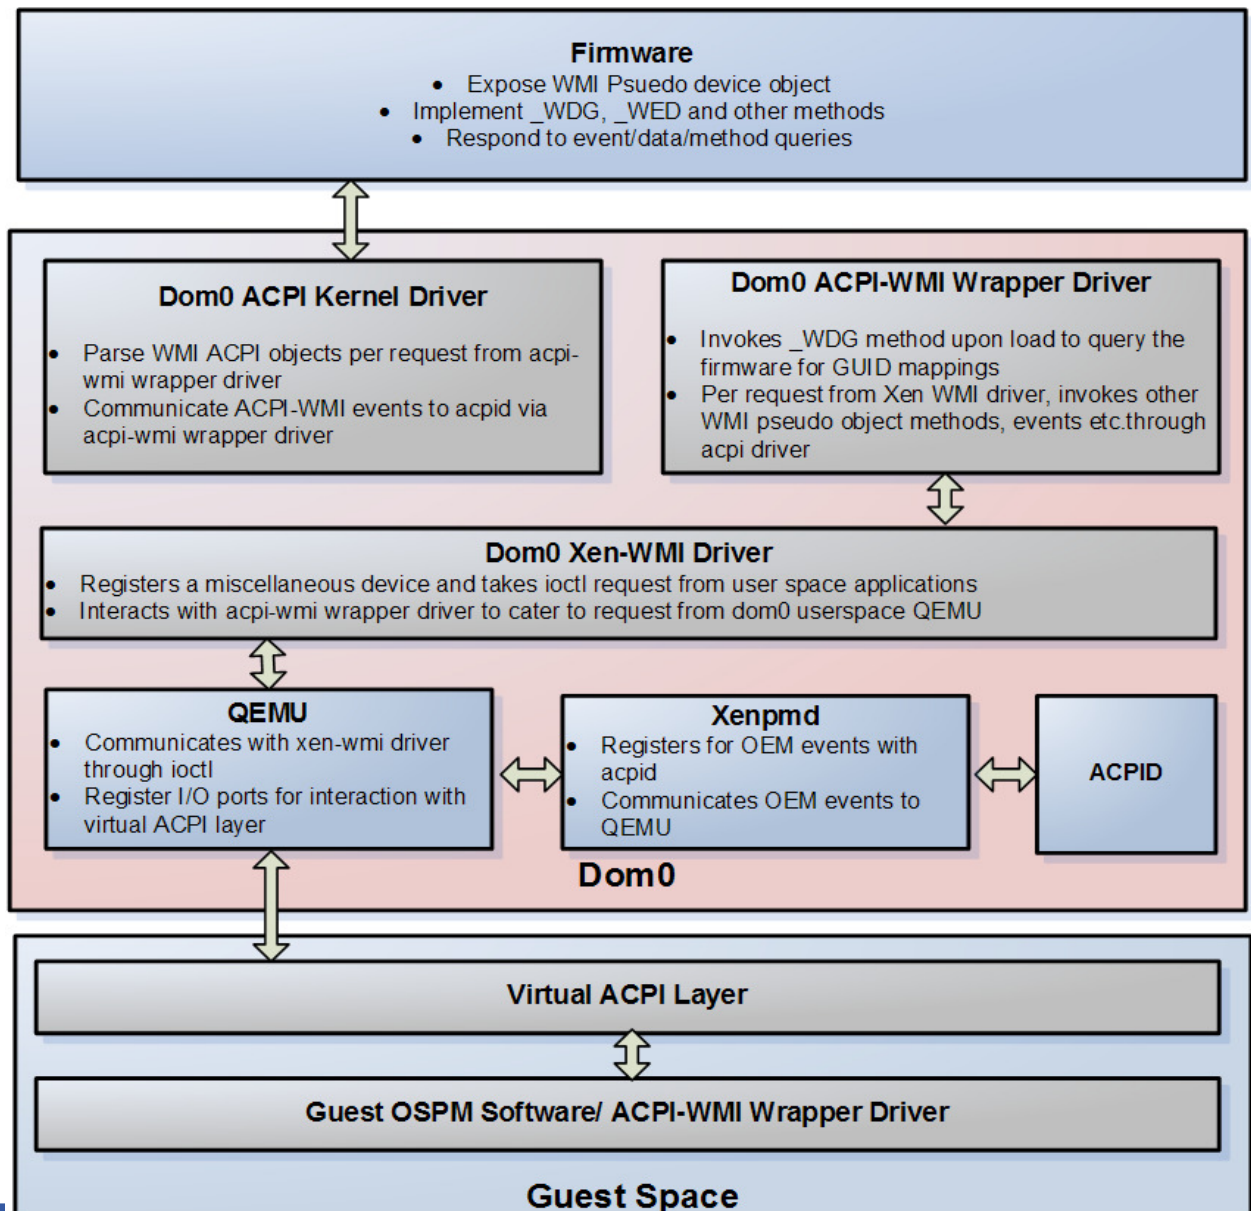 Firmware
• Expose WMI Psuedo device object
• Implement _WDG, _WED and other methods
• Respond to event/data/method queries
Dom0 ACPI Kernel Driver
• Parse WMI ACPI objects per request from acpi-
wmi wrapper driver
• Communicate ACPI-WMI events to acpid via
acpi-wmi wrapper driver
Dom0 ACPI-WMI Wrapper Driver
• Invokes _WDG method upon load to query the
firmware for GUID mappings
• Per request from Xen WMI driver, invokes other
WMI pseudo object methods, events etc.through
acpi driver
Dom0 Xen-WMI Driver
• Registers a miscellaneous device and takes ioctl request from user space applications
• Interacts with acpi-wmi wrapper driver to cater to request from dom0 userspace QEMU
QEMU
• Communicates with xen-wmi driver
through ioctl
• Register I/O ports for interaction with
virtual ACPI layer
Xenpmd
• Registers for OEM events with
acpid
• Communicates OEM events to
QEMU
ACPID
Dom0
Virtual ACPI Layer
Guest OSPM Software/ ACPI-WMI Wrapper Driver
Guest Space